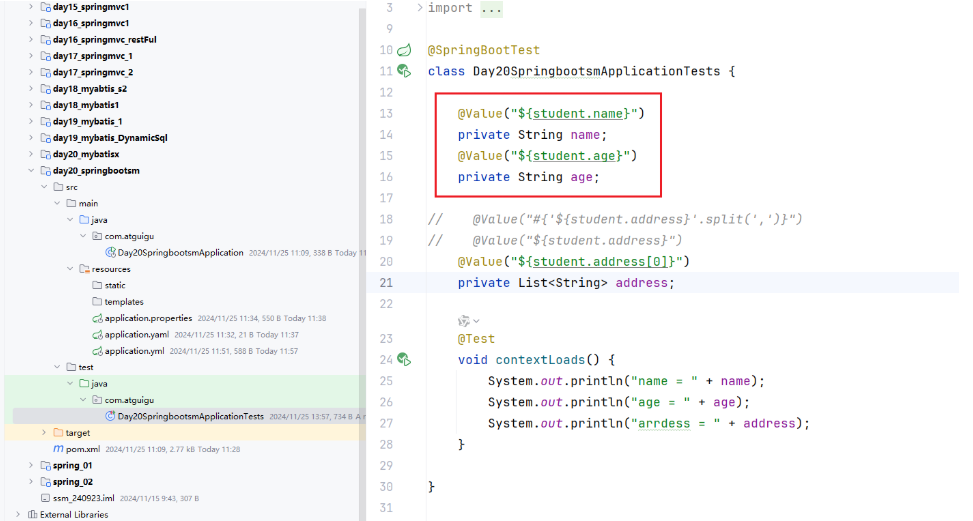 day15_springmvc1
day16_springmvc1
day16_springmvc_restFul
day17_springmvc_1
day17_springmvc_2
day18_myabtis_s2
day18_mybatis1
day19_mybatis_1
day19_mybatis_DynamicSql
day20_mybatisx
day20_springbootsm
src
main
java
com.atguigu
Day20SpringbootsmApplication 2024/11/25 11:09, 338 B Today 11
resources
static
templates
application.properties 2024/11/25 11:34, 550 B Today 11:38
application.yaml 2024/11/25 11:32, 21 B Today 11:37
application.yml 2024/11/25 11:51, 588 B Today 11:57
test
java
com.atguigu
Day20SpringbootsmApplicationTests 2024/11/25 13:57, 734 B A
target
pom.xml 2024/11/25 11:09, 2.77 kB Today 11:28
spring_01
spring_02
ssm_240923.iml 2024/11/15 9:43, 307 B
External Libraries
3 import ...
9
10 @SpringBootTest
11 class Day20SpringbootsmApplicationTests {
12
13 @Value("${student.name}")
14 private String name;
15 @Value("${student.age}")
16 private String age;
17
18 // @Value("#{'${student.address}'.split(',')}")
19 // @Value("${student.address}")
20 @Value("${student.address[0]}")
21 private List<String> address;
22
23 @Test
24 void contextLoads() {
25 System.out.println("name = " + name);
26 System.out.println("age = " + age);
27 System.out.println("arrdess = " + address);
28 }
29
30 }
31